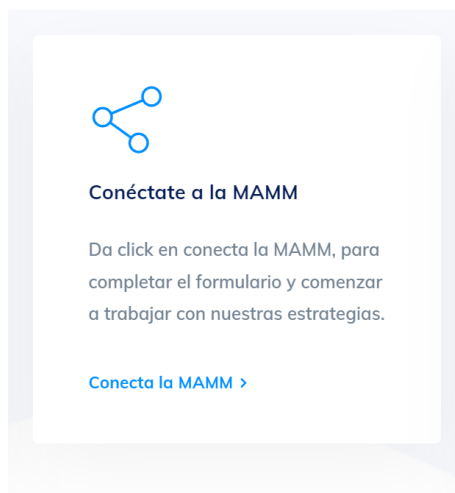 Conéctate a la MAMM
Da click en conecta la MAMM, para
completar el formulario y comenzar
a trabajar con nuestras estrategias.
Conecta la MAMM >